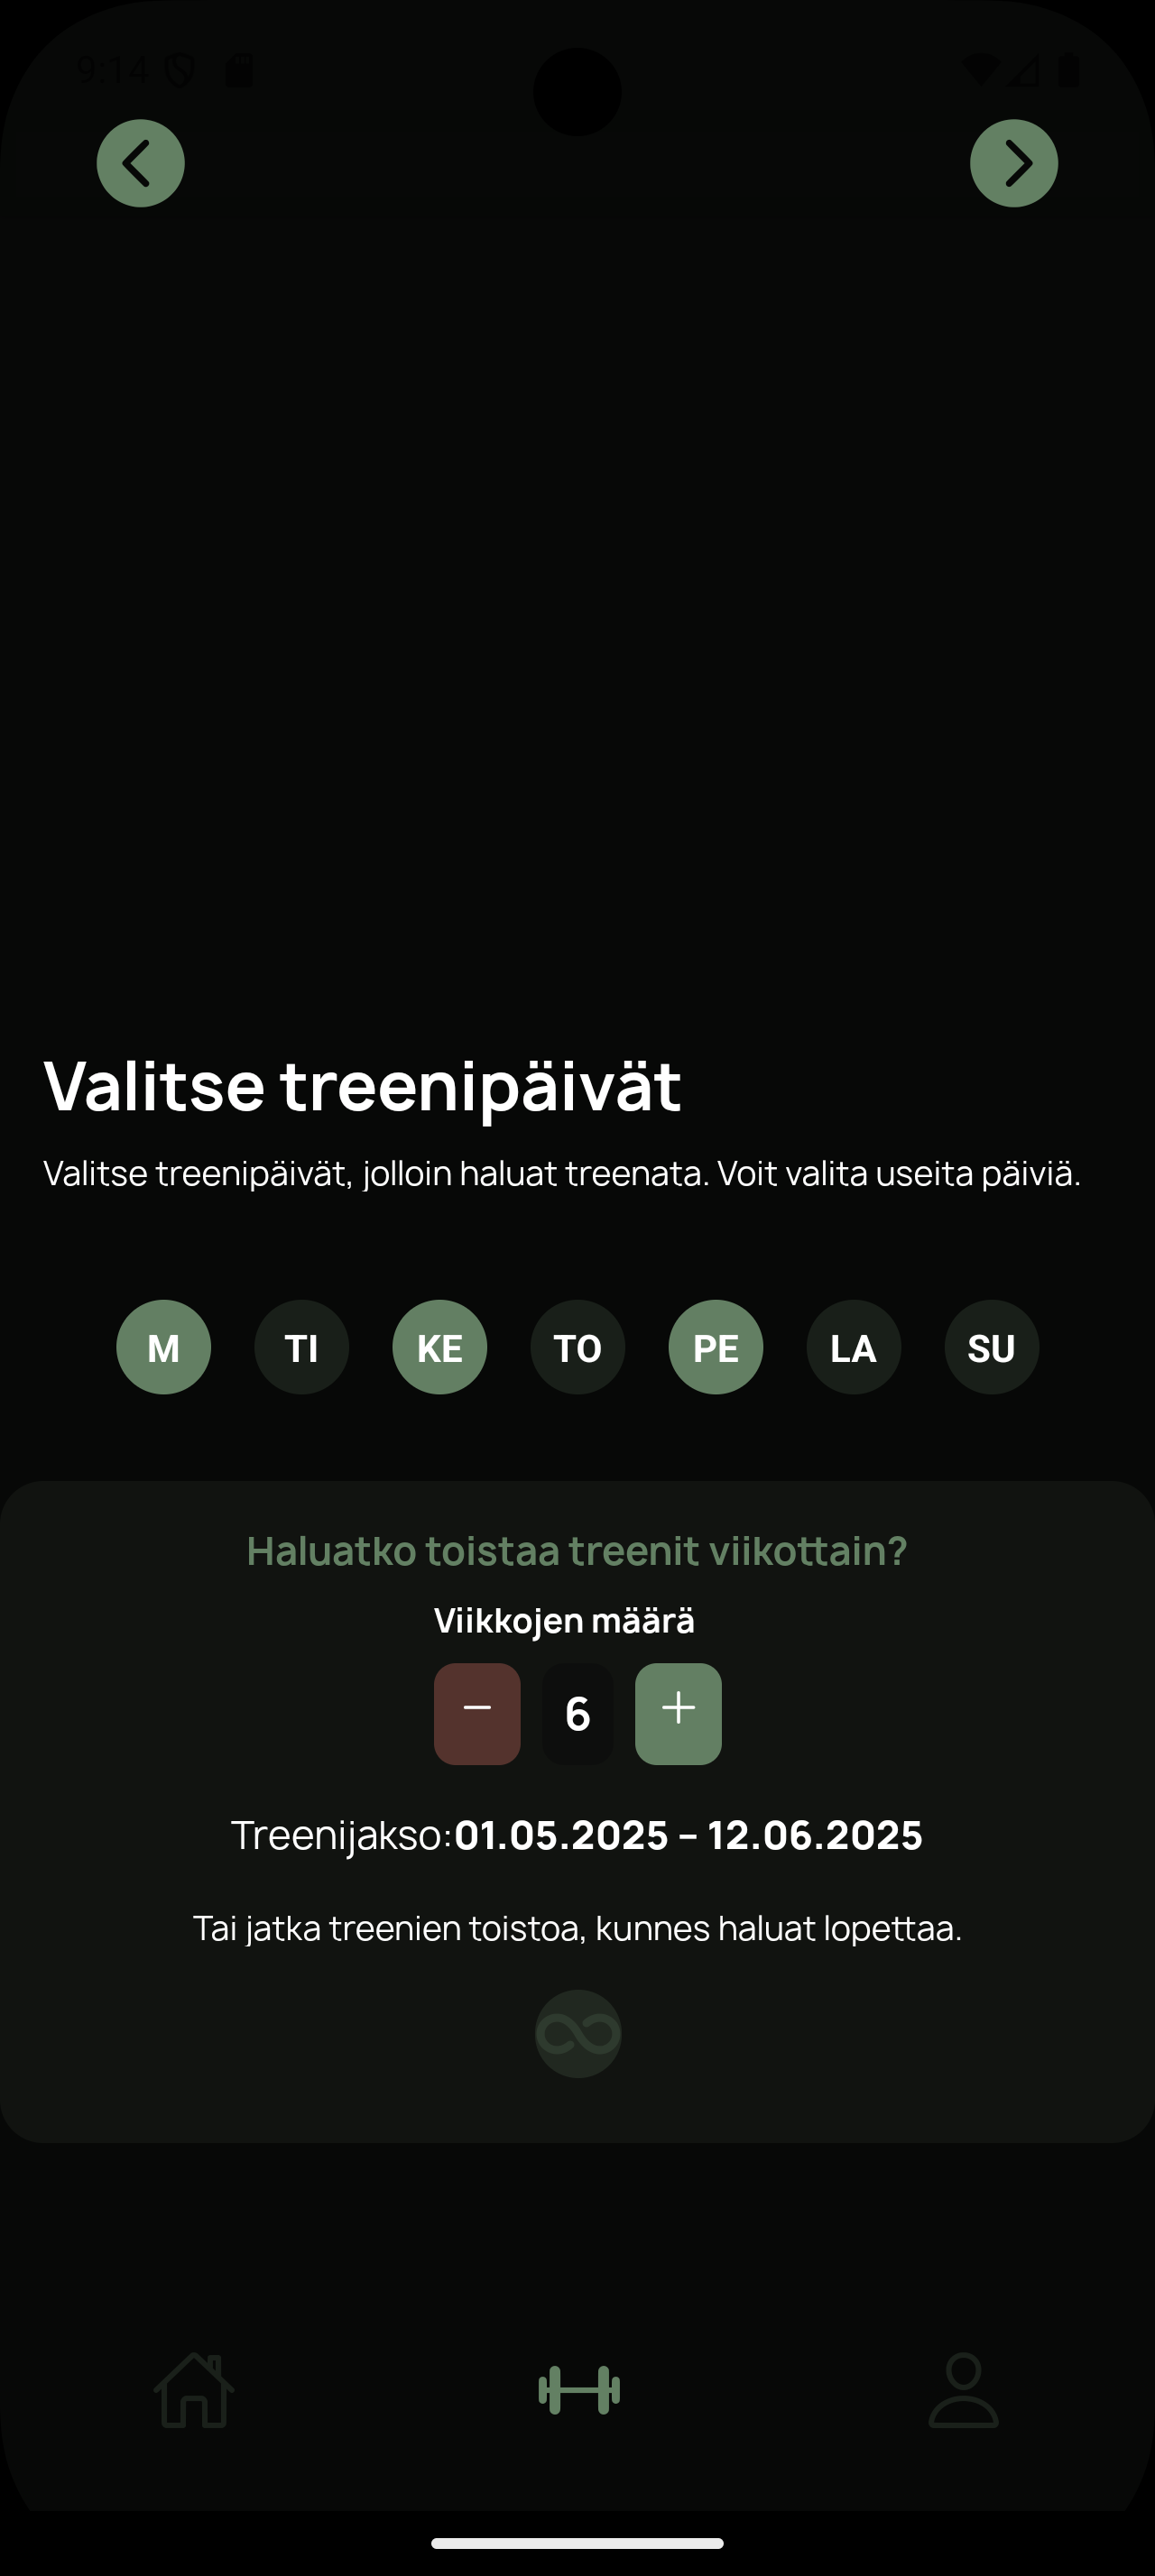 9:14
Valitse treenipäivät
Valitse treenipäivät, jolloin haluat treenata. Voit valita useita päiviä.
M TI KE TO PE LA SU
Haluatko toistaa treenit viikottain?
Viikkojen määrä
− 6 +
Treenijakso:01.05.2025 – 12.06.2025
Tai jatka treenien toistoa, kunnes haluat lopettaa.